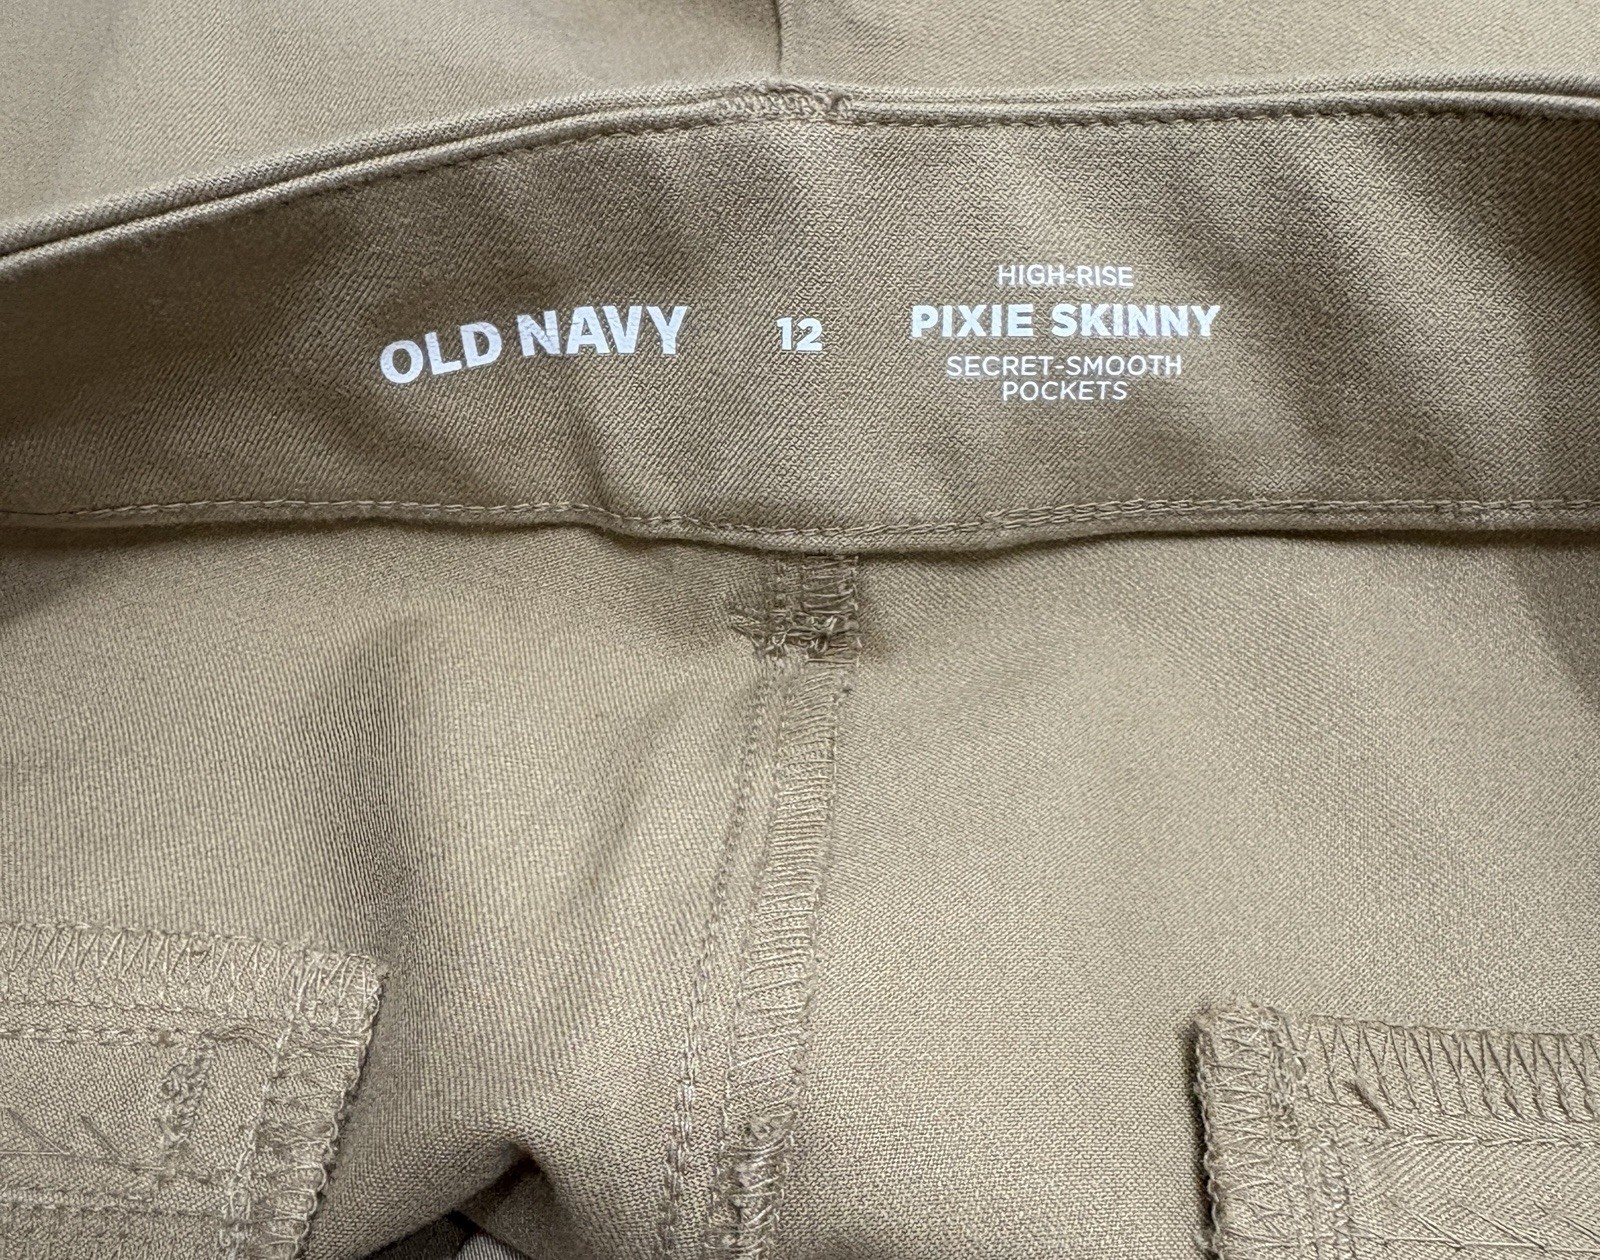 OLD NAVY
12
HIGH-RISE
PIXIE SKINNY
SECRET-SMOOTH
POCKETS